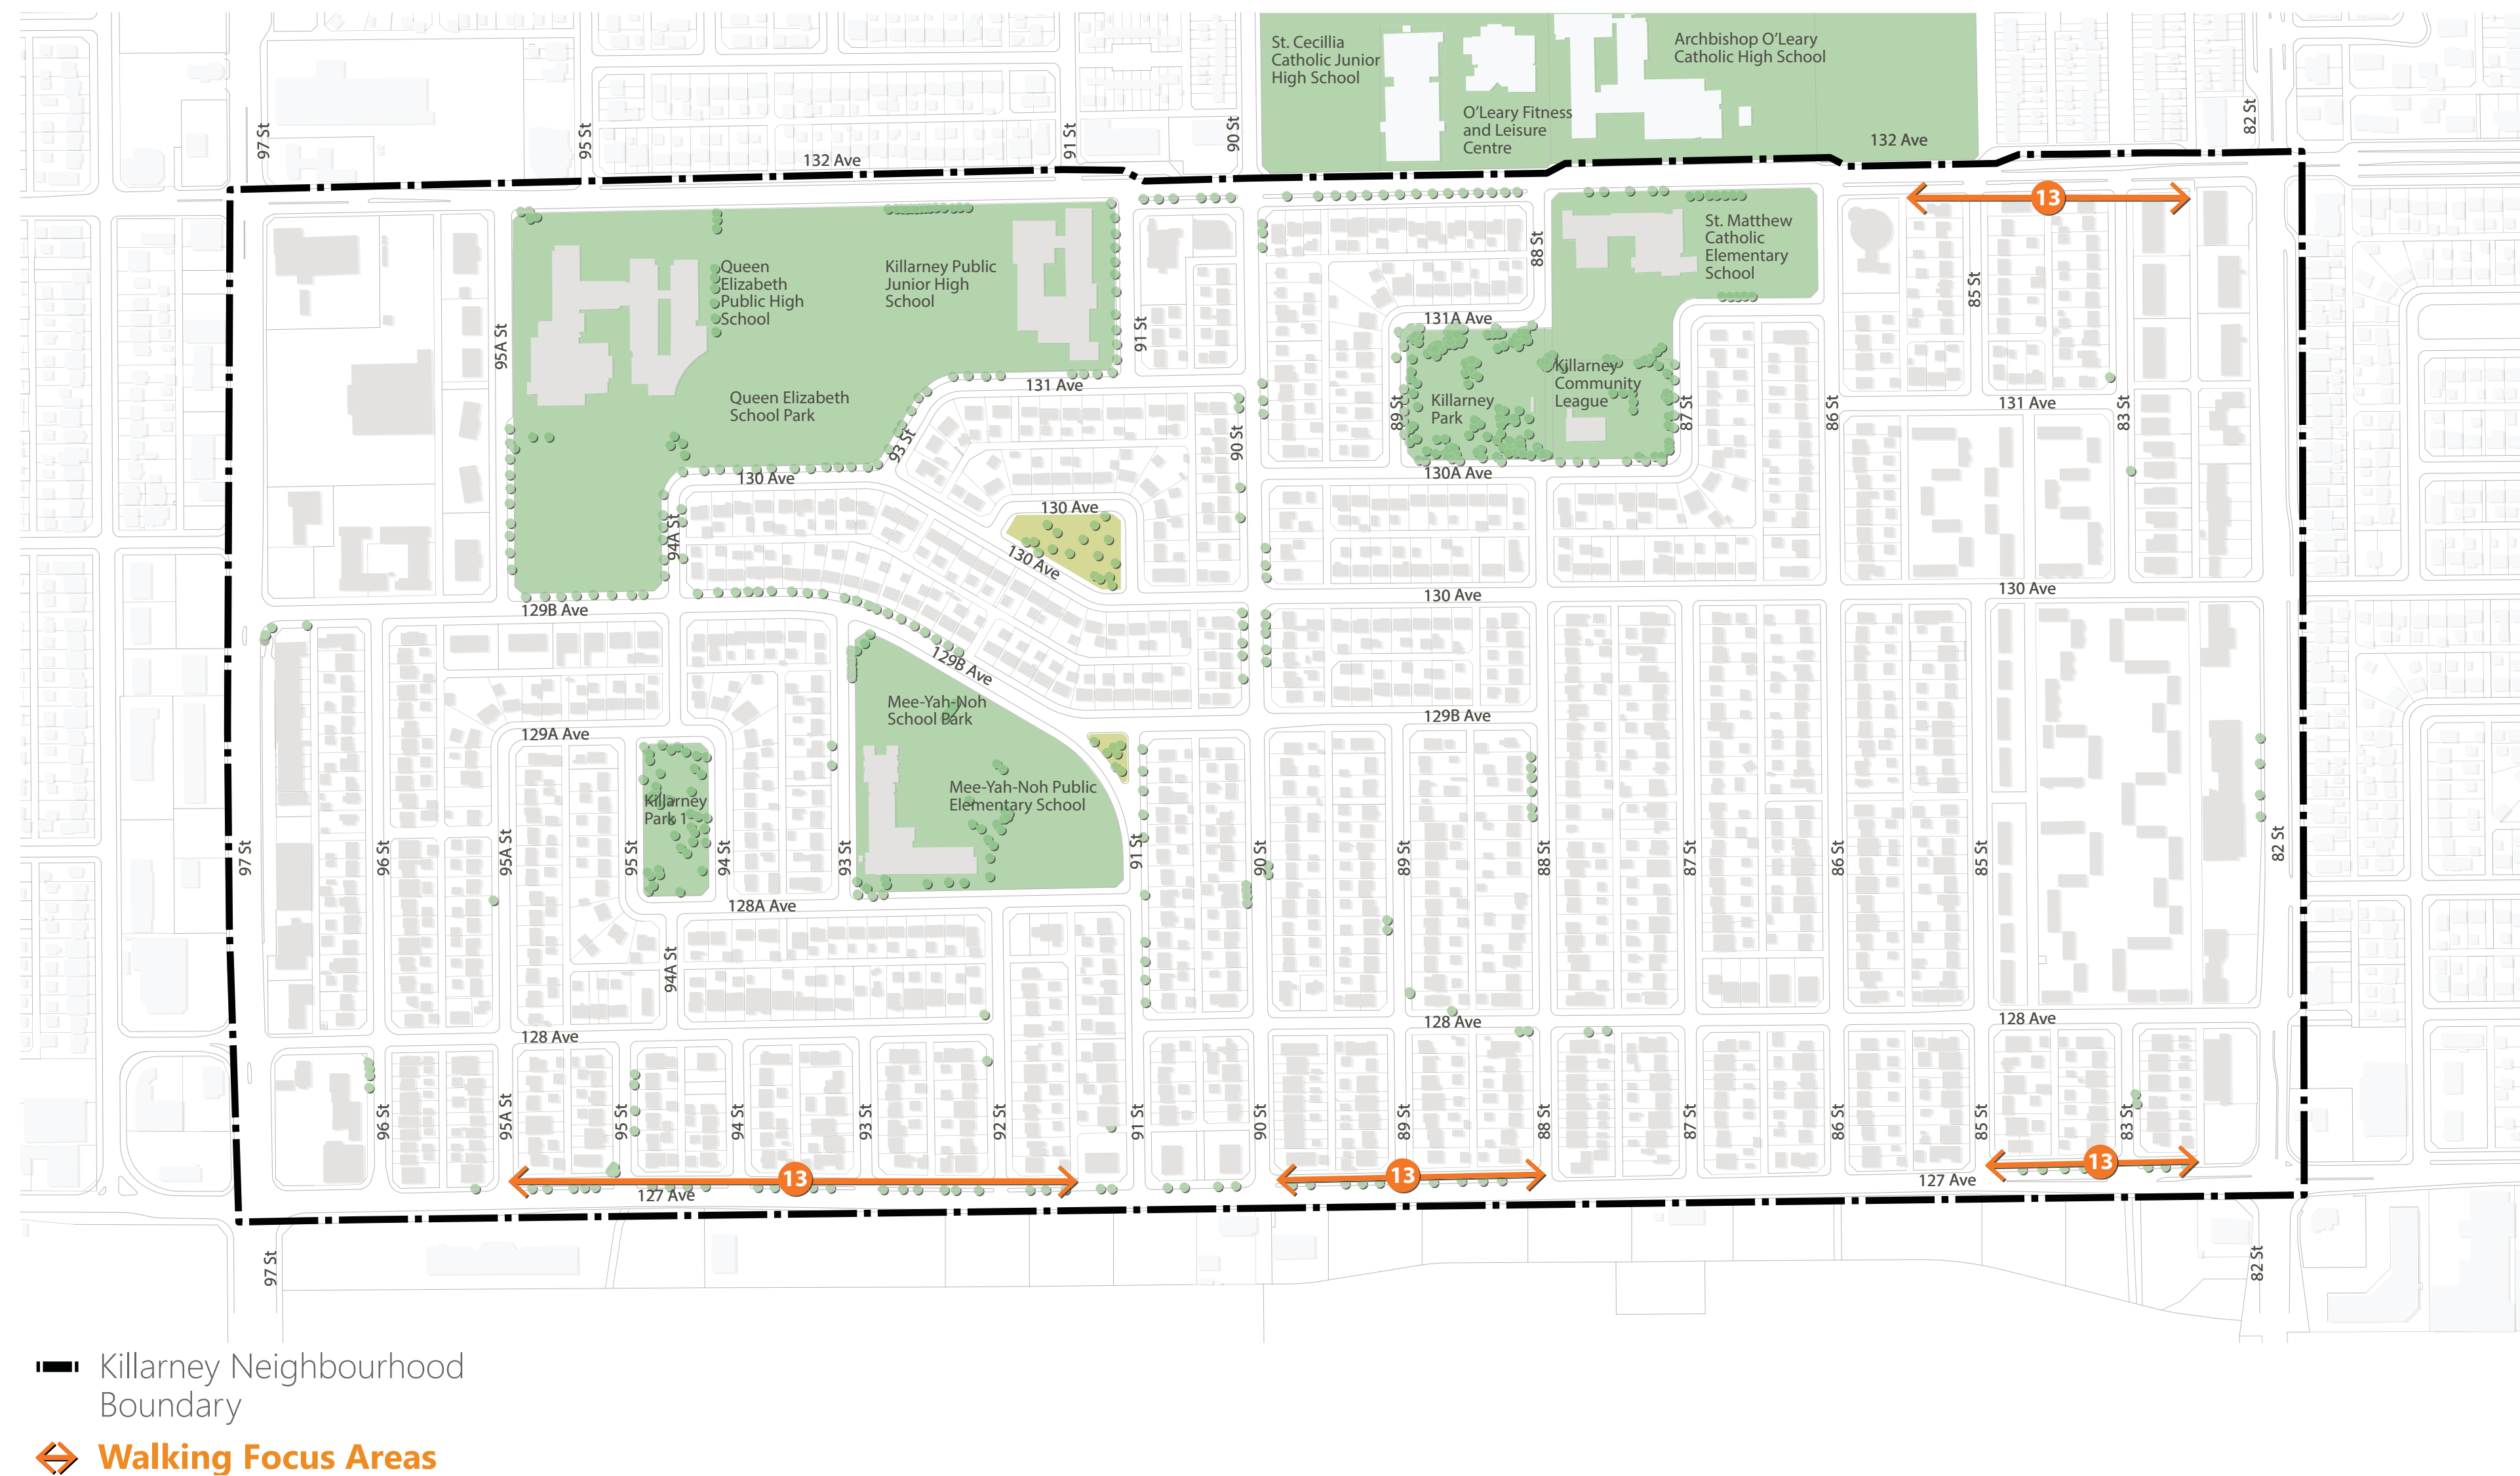 St. Cecillia
Catholic Junior
High School
Archbishop O'Leary
Catholic High School
O'Leary Fitness
and Leisure
Centre
97 St
95 St
91 St
90 St
82 St
132 Ave
132 Ave
13
St. Matthew
Catholic
Elementary
School
88 St
85 St
Queen
Elizabeth
Public High
School
Killarney Public
Junior High
School
95A St
91 St
131A Ave
Queen Elizabeth
School Park
131 Ave
93 St
90 St
89 St
Killarney
Park
Killarney
Community
League
87 St
86 St
131 Ave
83 St
130 Ave
130A Ave
94A St
130 Ave
130 Ave
129B Ave
130 Ave
130 Ave
129B Ave
Mee-Yah-Noh
School Park
129B Ave
129A Ave
Mee-Yah-Noh Public
Elementary School
Killarney
Park 1
97 St
96 St
95A St
95 St
94 St
93 St
91 St
90 St
89 St
88 St
87 St
86 St
85 St
82 St
128A Ave
94A St
128 Ave
128 Ave
128 Ave
96 St
95A St
95 St
94 St
93 St
92 St
91 St
90 St
89 St
88 St
87 St
86 St
85 St
83 St
13
13
13
127 Ave
127 Ave
97 St
82 St
Killarney Neighbourhood
Boundary
Walking Focus Areas